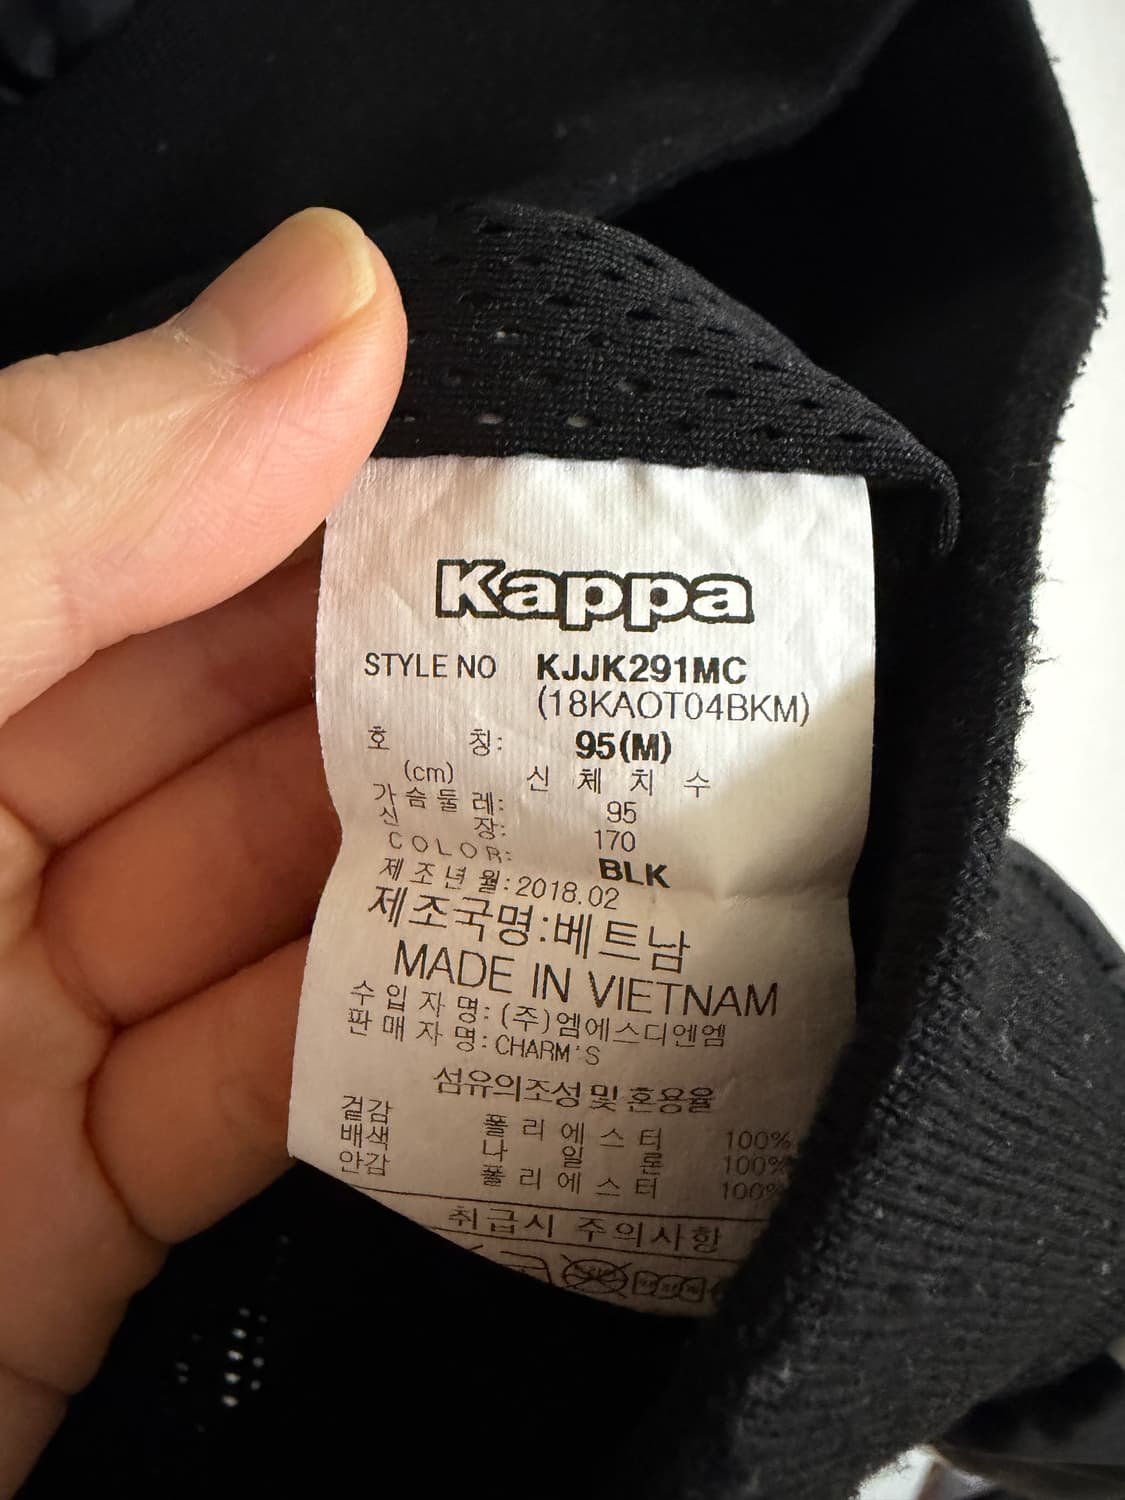 Kappa
STYLE NO KJJK291MC
(18KAOT04BKM)
호 칭: 95(M)
(cm) 신 체 치 수
가 슴 둘 레: 95
신 장: 170
COLOR: BLK
제 조 년 월: 2018.02
제조국명:베트남
MADE IN VIETNAM
수 입 자 명: (주)엠에스디엔엠
판 매 자 명: CHARM'S
섬유의조성 및 혼용율
겉감 폴 리 에 스 터 100%
배색 나 일 론 100%
안감 폴 리 에 스 터 100%
취급시 주의사항